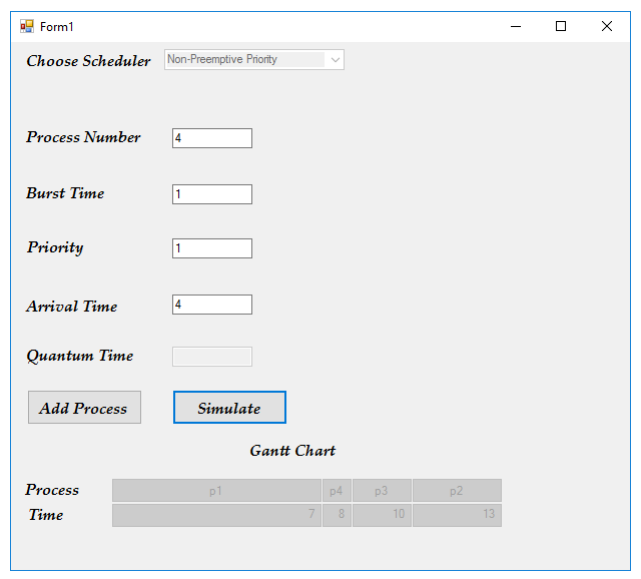 Form1
Choose Scheduler Non-Preemptive Priority
Process Number 4
Burst Time 1
Priority 1
Arrival Time 4
Quantum Time
Add Process Simulate
Gantt Chart
Process p1 p4 p3 p2
Time 7 8 10 13